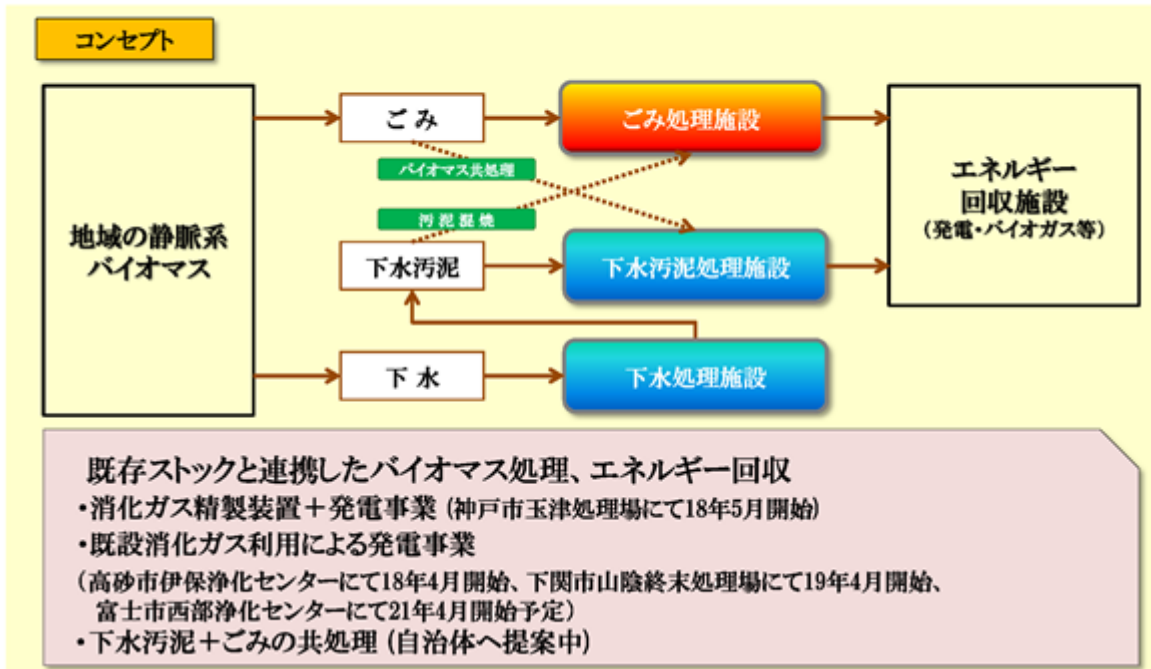 コンセプト
ごみ
ごみ処理施設
バイオマス共処理
エネルギー
回収施設
(発電・バイオガス等)
地域の静脈系
バイオマス
汚泥混焼
下水汚泥
下水汚泥処理施設
下水
下水処理施設
既存ストックと連携したバイオマス処理、エネルギー回収
・消化ガス精製装置+発電事業 (神戸市玉津処理場にて18年5月開始)
・既設消化ガス利用による発電事業
(高砂市伊保浄化センターにて18年4月開始、下関市山陰終末処理場にて19年4月開始、
富士市西部浄化センターにて21年4月開始予定)
・下水汚泥+ごみの共処理 (自治体へ提案中)